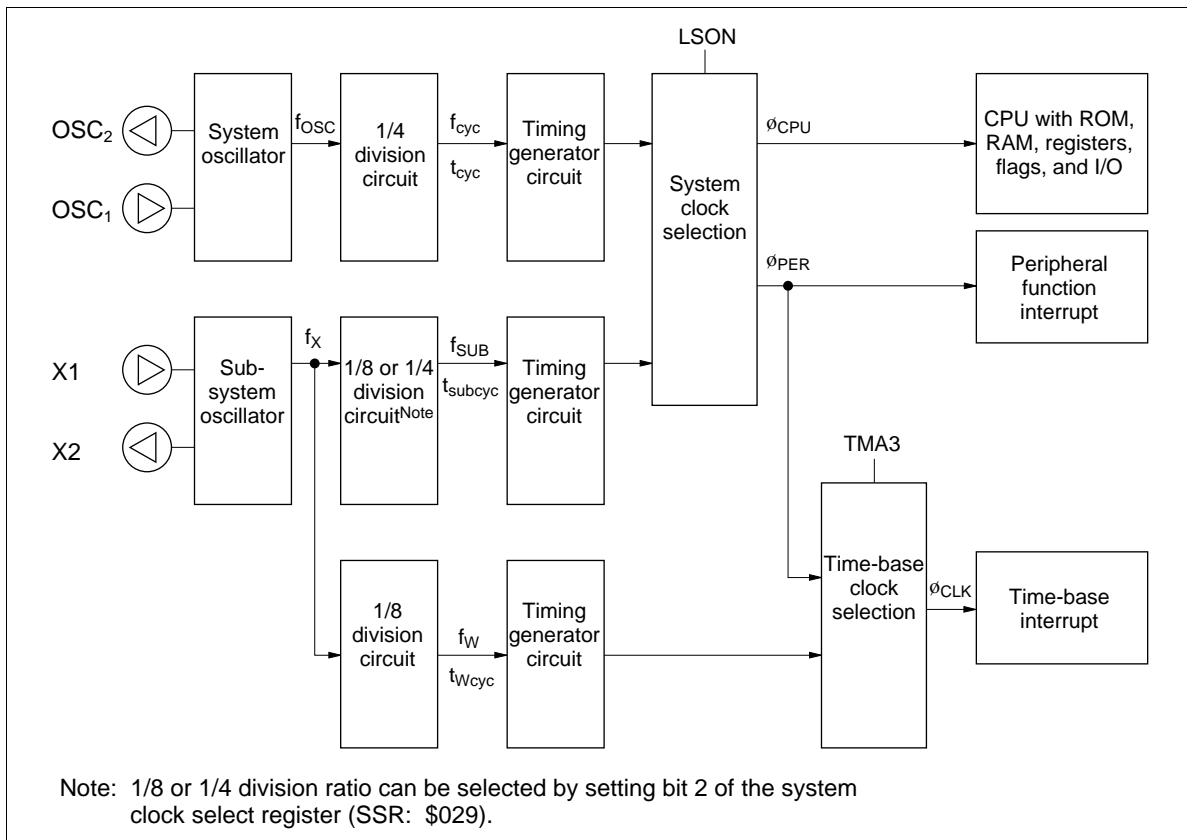 LSON
OSC₂
OSC₁
System
oscillator
fOSC
1/4
division
circuit
fcyc
tcyc
Timing
generator
circuit
System
clock
selection
øCPU
CPU with ROM,
RAM, registers,
flags, and I/O
øPER
Peripheral
function
interrupt
X1
X2
Sub-
system
oscillator
fX
1/8 or 1/4
division
circuitNote
fSUB
tsubcyc
Timing
generator
circuit
TMA3
1/8
division
circuit
fW
tWcyc
Timing
generator
circuit
Time-base
clock
selection
øCLK
Time-base
interrupt
Note: 1/8 or 1/4 division ratio can be selected by setting bit 2 of the system
clock select register (SSR: $029).